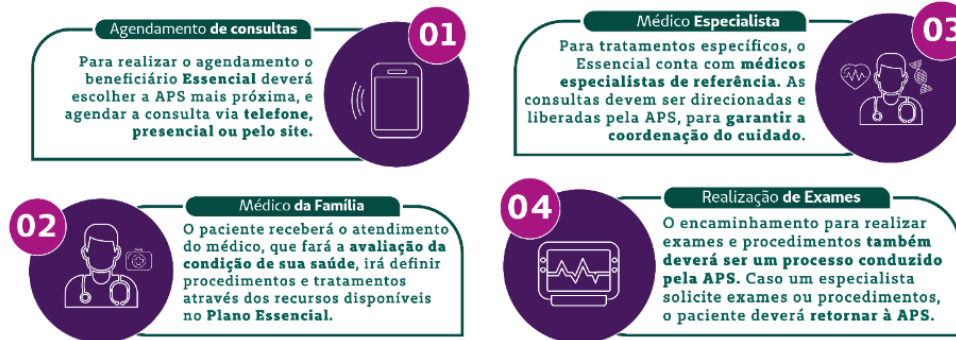 01
Agendamento de consultas
Para realizar o agendamento o
beneficiário Essencial deverá
escolher a APS mais próxima, e
agendar a consulta via telefone,
presencial ou pelo site.
02
Médico da Família
O paciente receberá o atendimento
do médico, que fará a avaliação da
condição de sua saúde, irá definir
procedimentos e tratamentos
através dos recursos disponíveis
no Plano Essencial.
03
Médico Especialista
Para tratamentos específicos, o
Essencial conta com médicos
especialistas de referência. As
consultas devem ser direcionadas e
liberadas pela APS, para garantir a
coordenação do cuidado.
04
Realização de Exames
O encaminhamento para realizar
exames e procedimentos também
deverá ser um processo conduzido
pela APS. Caso um especialista
solicite exames ou procedimentos,
o paciente deverá retornar à APS.